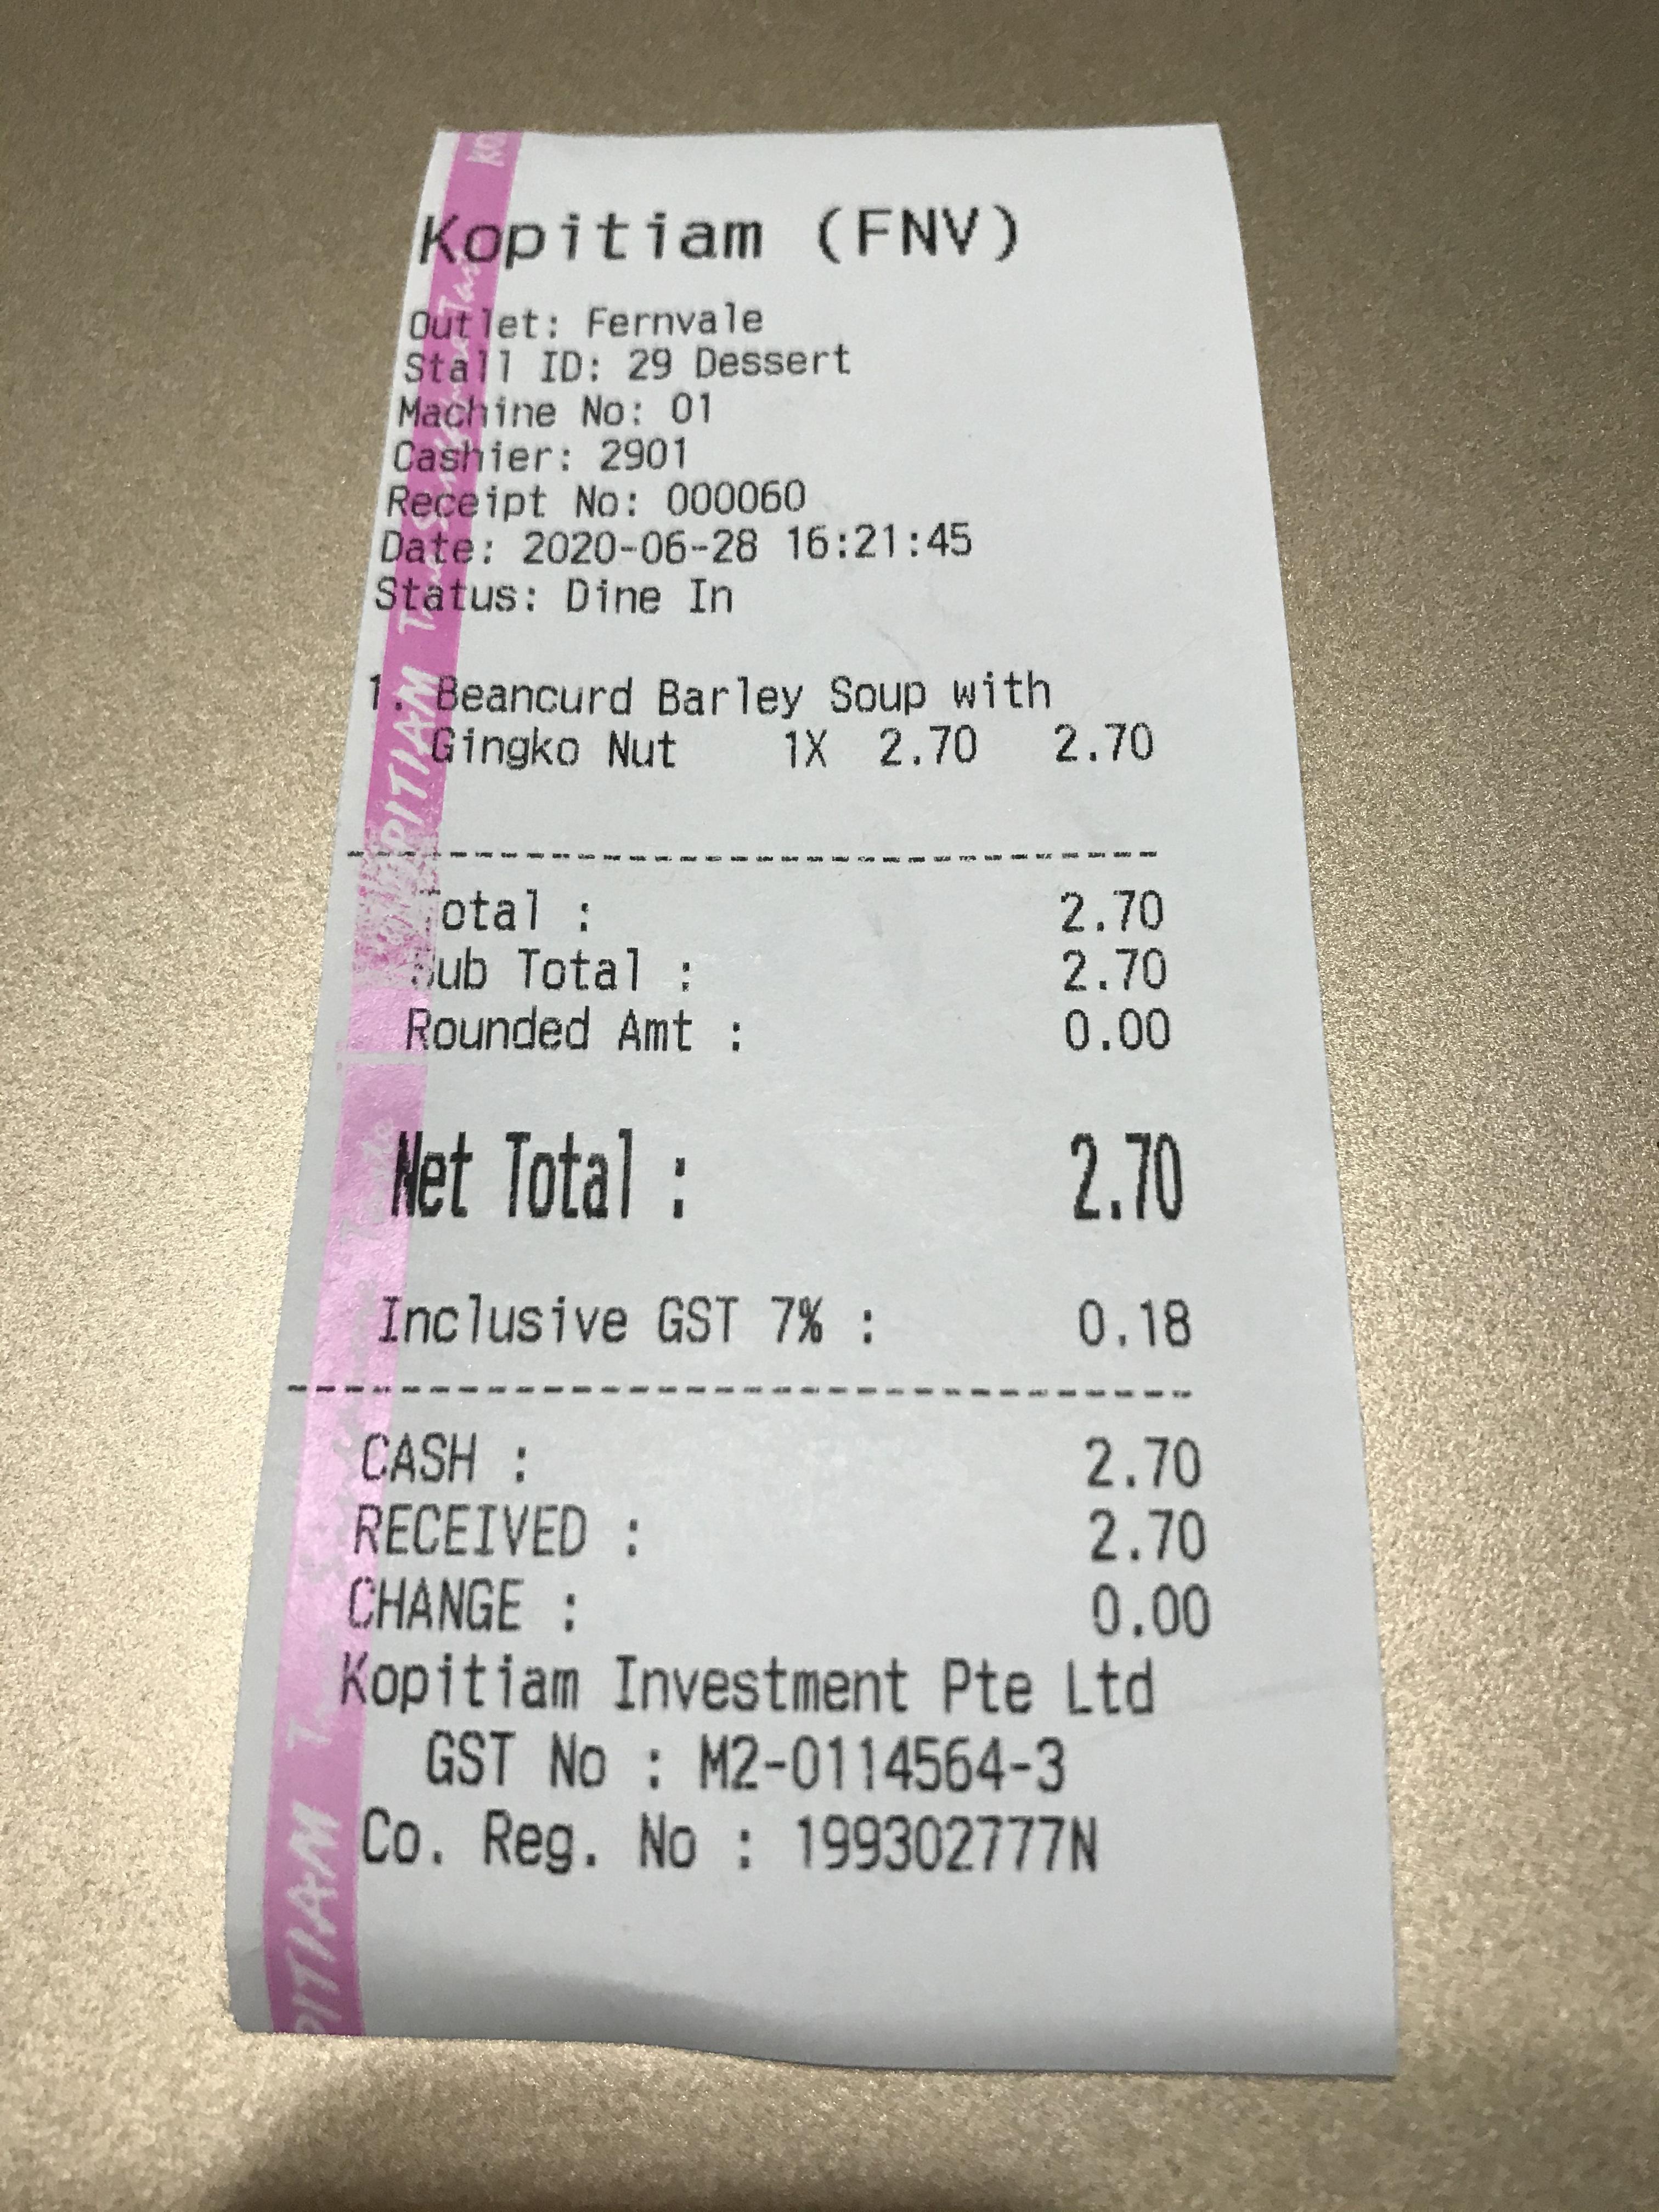 Kopitiam (FNV)
Outlet: Fernvale
Stall ID: 29 Dessert
Machine No: 01
Cashier: 2901
Receipt No: 000060
Date: 2020-06-28 16:21:45
Status: Dine In
1. Beancurd Barley Soup with
Gingko Nut 1X 2.70 2.70
Total : 2.70
Sub Total : 2.70
Rounded Amt : 0.00
Net Total : 2.70
Inclusive GST 7% : 0.18
CASH : 2.70
RECEIVED : 2.70
CHANGE : 0.00
Kopitiam Investment Pte Ltd
GST No : M2-0114564-3
Co. Reg. No : 199302777N